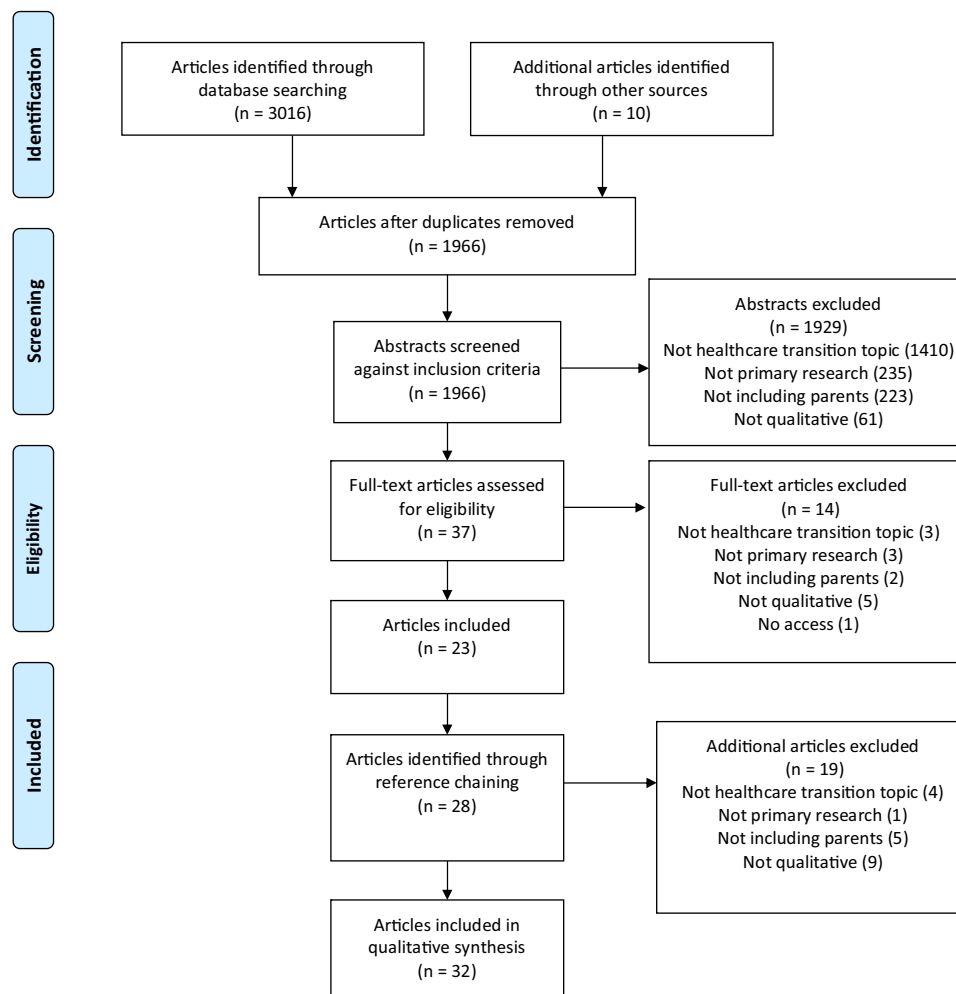 Identification
Articles identified through
database searching
(n = 3016)
Additional articles identified
through other sources
(n = 10)
Articles after duplicates removed
(n = 1966)
Screening
Abstracts screened
against inclusion criteria
(n = 1966)
Abstracts excluded
(n = 1929)
Not healthcare transition topic (1410)
Not primary research (235)
Not including parents (223)
Not qualitative (61)
Eligibility
Full-text articles assessed
for eligibility
(n = 37)
Full-text articles excluded
(n = 14)
Not healthcare transition topic (3)
Not primary research (3)
Not including parents (2)
Not qualitative (5)
No access (1)
Articles included
(n = 23)
Included
Articles identified through
reference chaining
(n = 28)
Additional articles excluded
(n = 19)
Not healthcare transition topic (4)
Not primary research (1)
Not including parents (5)
Not qualitative (9)
Articles included in
qualitative synthesis
(n = 32)